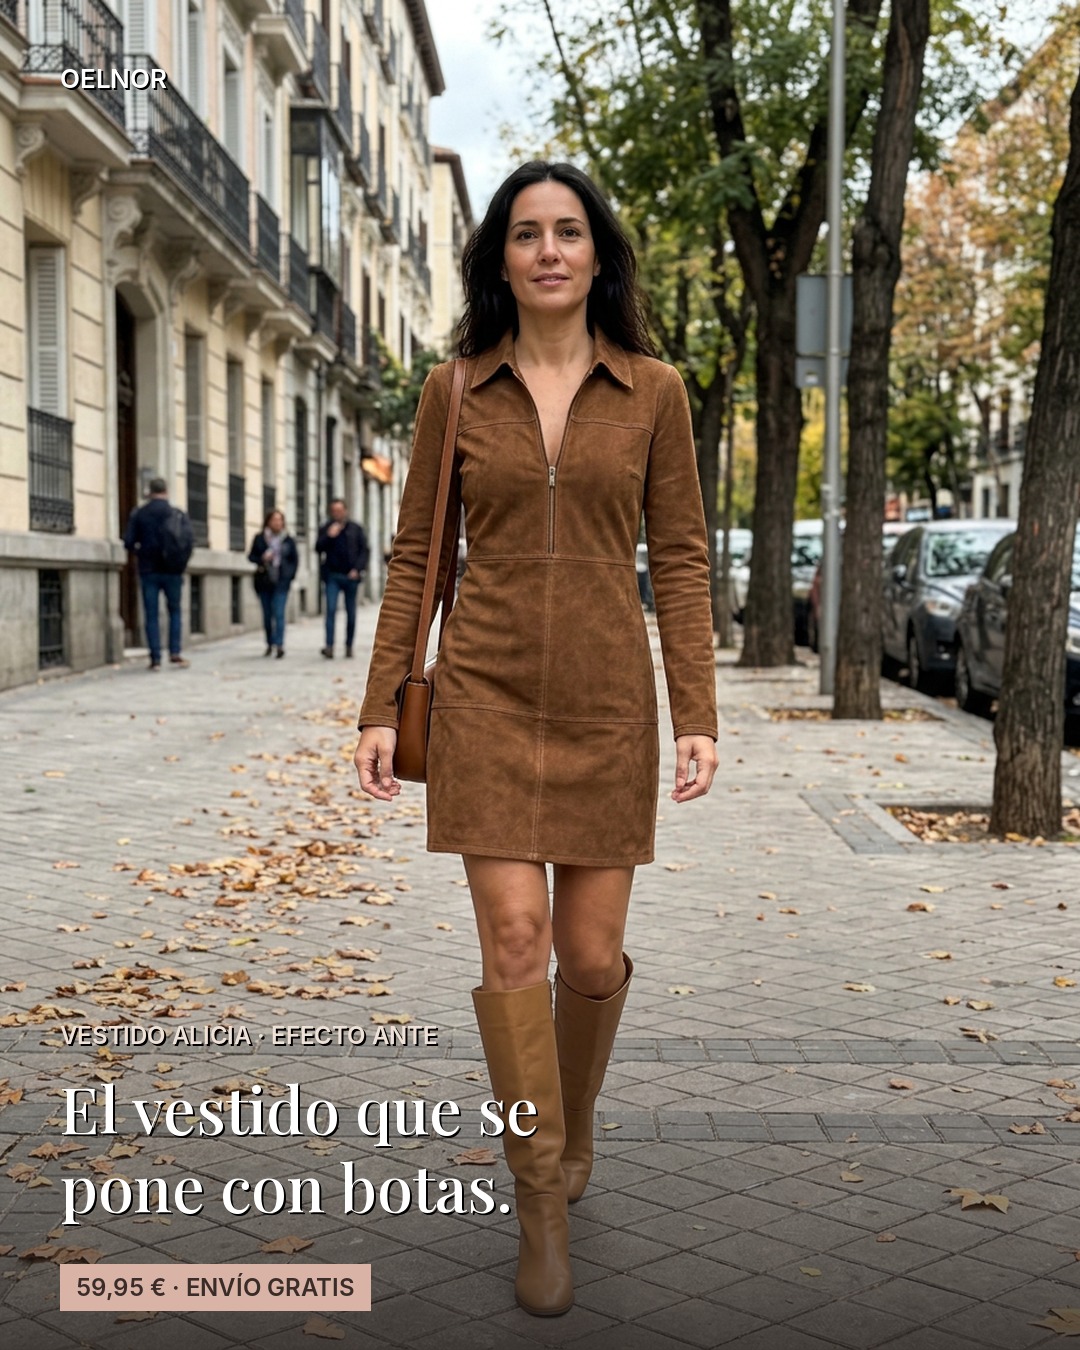 OELNOR
VESTIDO ALICIA · EFECTO ANTE
El vestido que se
pone con botas.
59,95 € · ENVÍO GRATIS